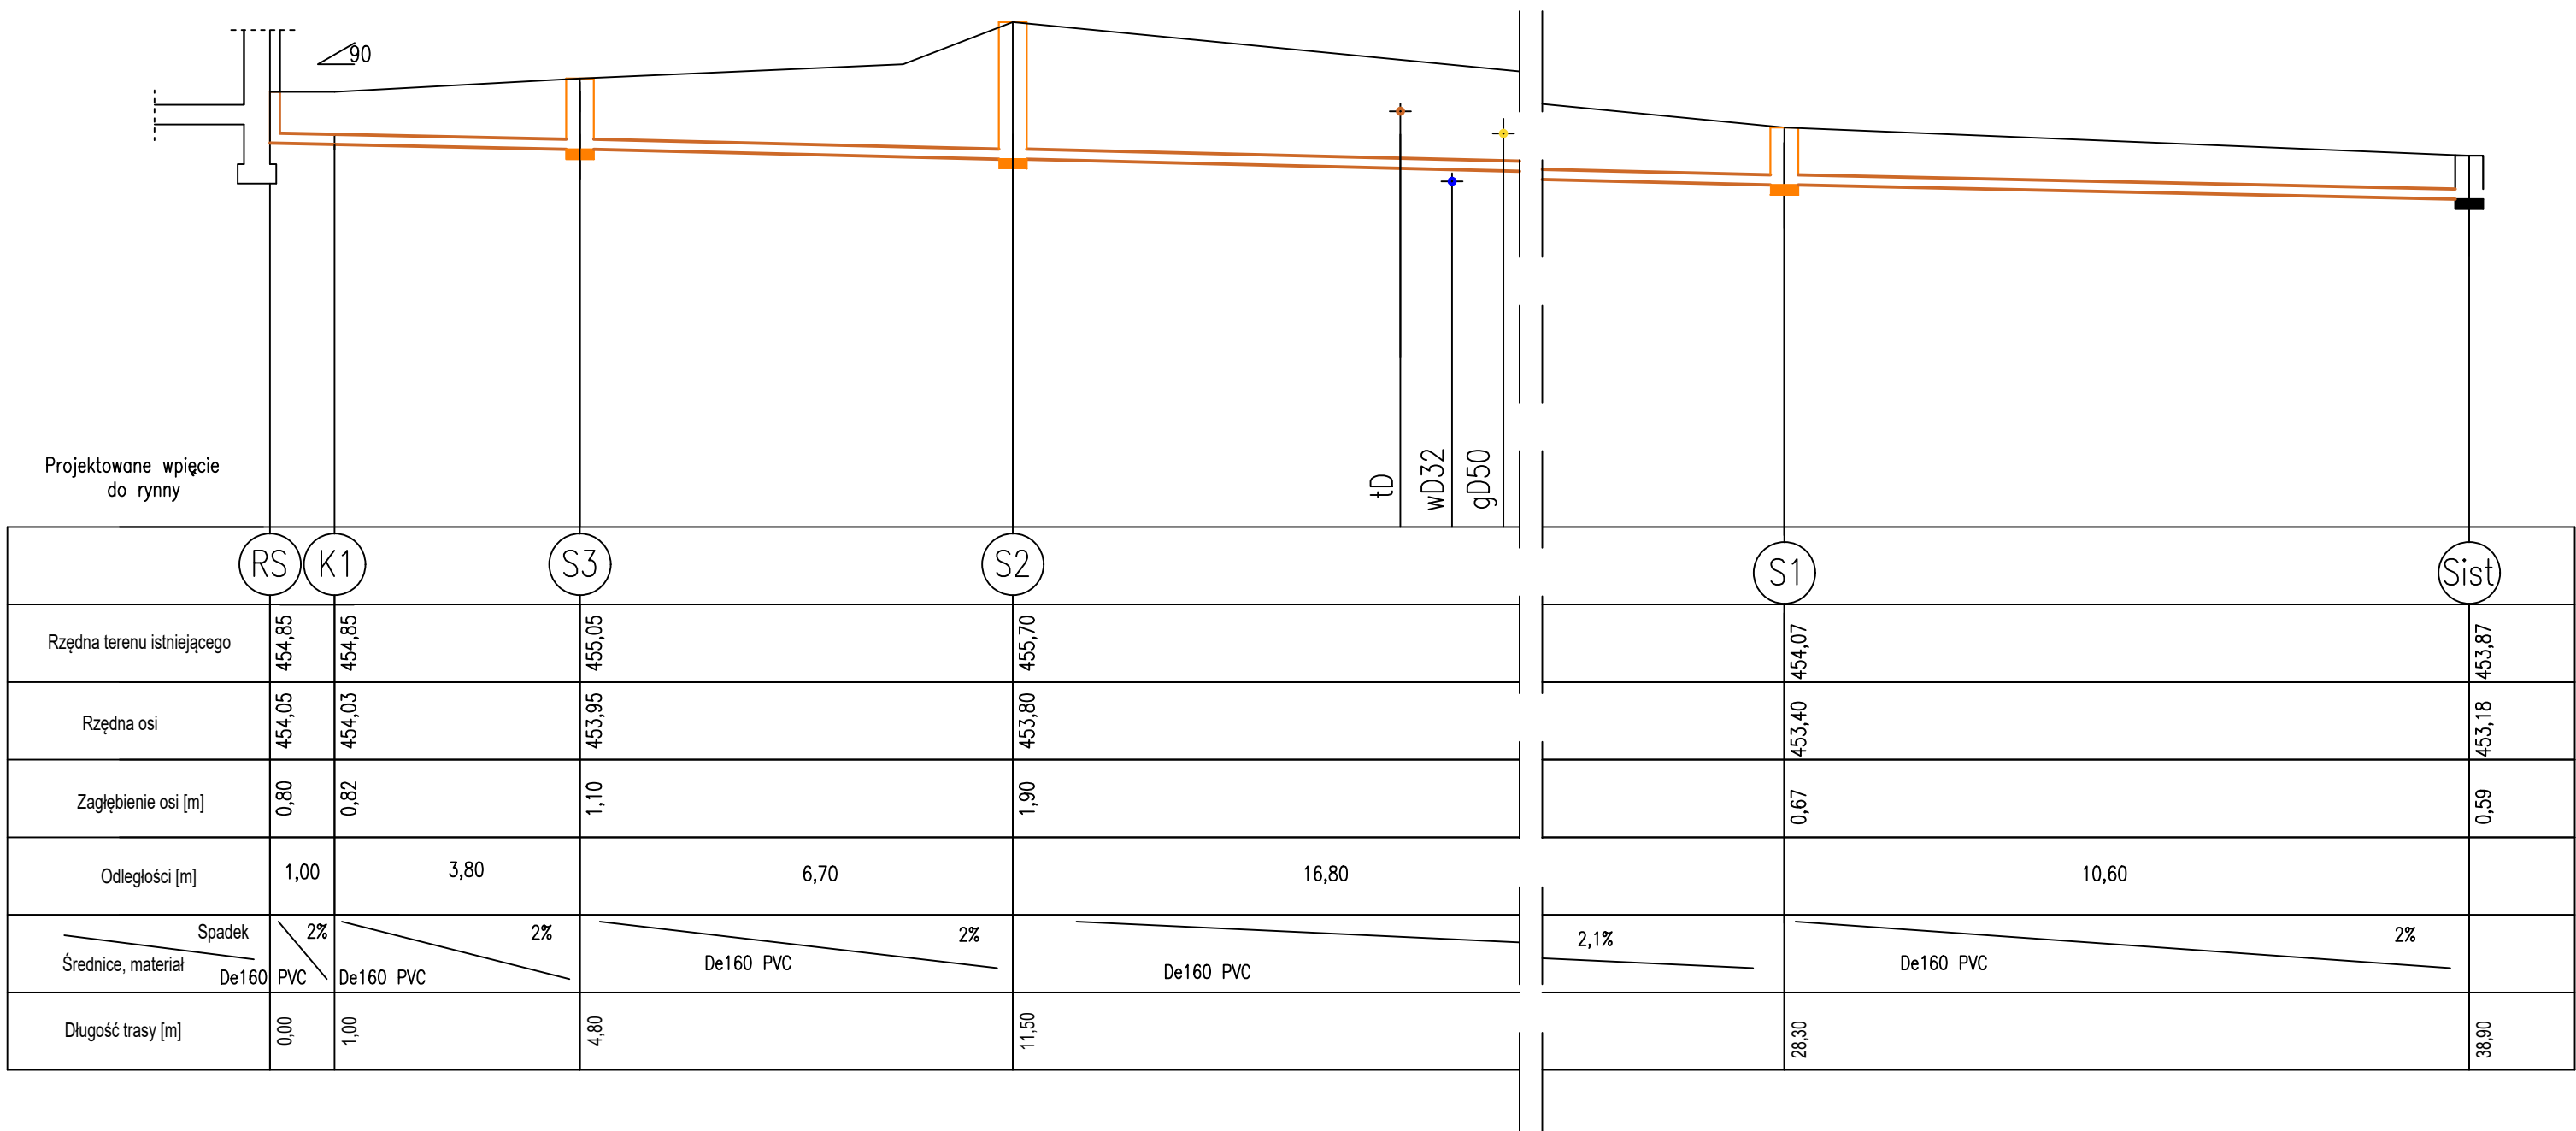 90
Projektowane wpięcie
do rynny
tD
wD32
gD50
RS K1 S3 S2 S1 Sist
Rzędna terenu istniejącego 454,85 454,85 455,05 455,70 454,07 453,87
Rzędna osi 454,05 454,03 453,95 453,80 453,40 453,18
Zagłębienie osi [m] 0,80 0,82 1,10 1,90 0,67 0,59
Odległości [m] 1,00 3,80 6,70 16,80 10,60
Spadek 2% 2% 2% 2,1% 2%
Średnice, materiał De160 PVC De160 PVC De160 PVC De160 PVC De160 PVC
Długość trasy [m] 0,00 1,00 4,80 11,50 28,30 38,90